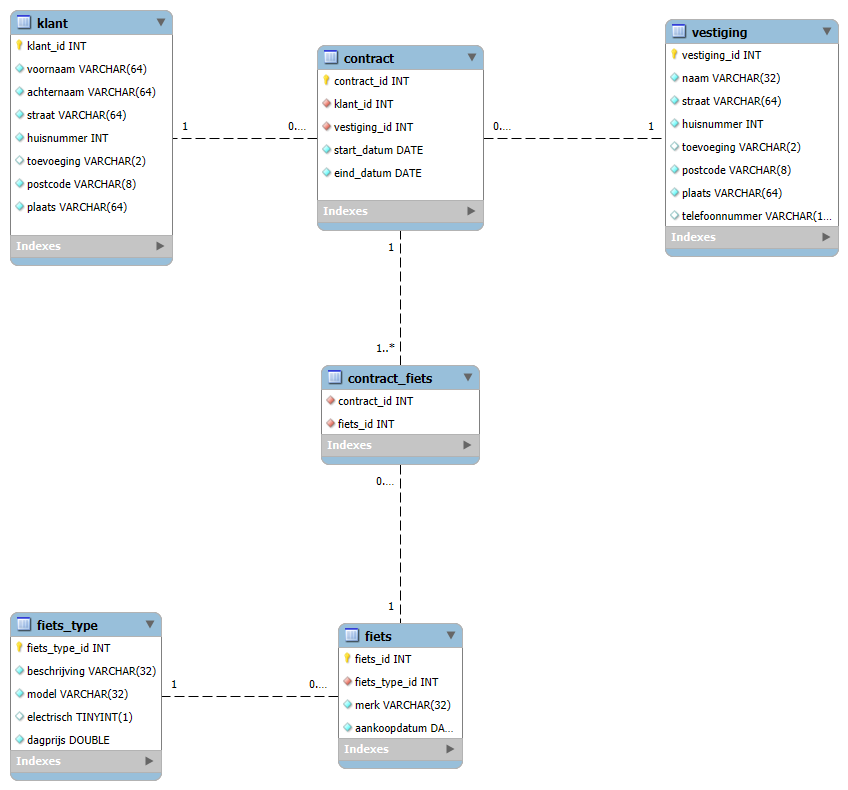 klant
klant_id INT
voornaam VARCHAR(64)
achternaam VARCHAR(64)
straat VARCHAR(64)
huisnummer INT
toevoeging VARCHAR(2)
postcode VARCHAR(8)
plaats VARCHAR(64)
Indexes
1
0....
contract
contract_id INT
klant_id INT
vestiging_id INT
start_datum DATE
eind_datum DATE
Indexes
0....
1
vestiging
vestiging_id INT
naam VARCHAR(32)
straat VARCHAR(64)
huisnummer INT
toevoeging VARCHAR(2)
postcode VARCHAR(8)
plaats VARCHAR(64)
telefoonnummer VARCHAR(1...
Indexes
1
1..*
contract_fiets
contract_id INT
fiets_id INT
Indexes
0....
1
fiets_type
fiets_type_id INT
beschrijving VARCHAR(32)
model VARCHAR(32)
electrisch TINYINT(1)
dagprijs DOUBLE
Indexes
1
0....
fiets
fiets_id INT
fiets_type_id INT
merk VARCHAR(32)
aankoopdatum DA...
Indexes